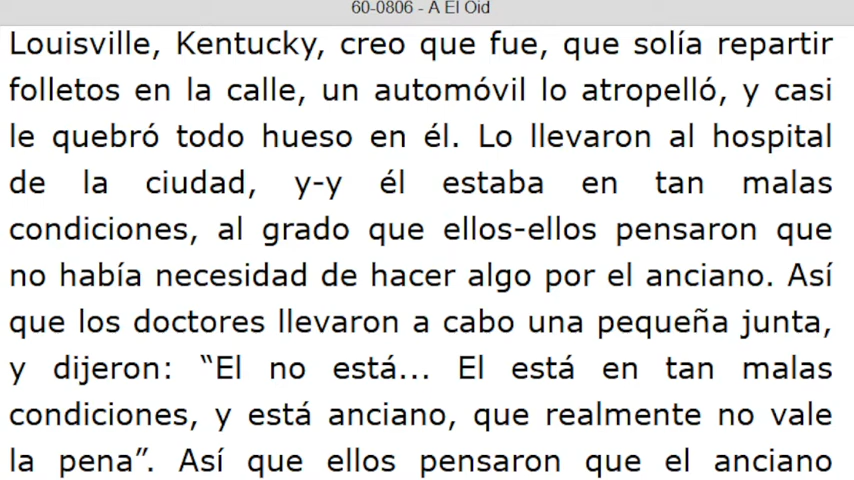 60-0806 - A El Oid
Louisville, Kentucky, creo que fue, que solía repartir
folletos en la calle, un automóvil lo atropelló, y casi
le quebró todo hueso en él. Lo llevaron al hospital
de la ciudad, y-y él estaba en tan malas
condiciones, al grado que ellos-ellos pensaron que
no había necesidad de hacer algo por el anciano. Así
que los doctores llevaron a cabo una pequeña junta,
y dijeron: “El no está... El está en tan malas
condiciones, y está anciano, que realmente no vale
la pena”. Así que ellos pensaron que el anciano